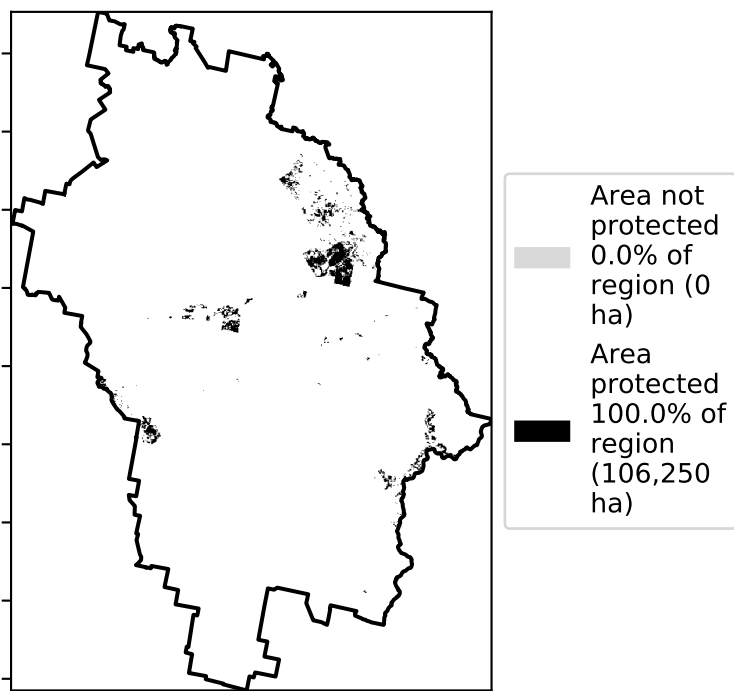 Area not
protected
0.0% of
region (0
ha)
Area
protected
100.0% of
region
(106,250
ha)